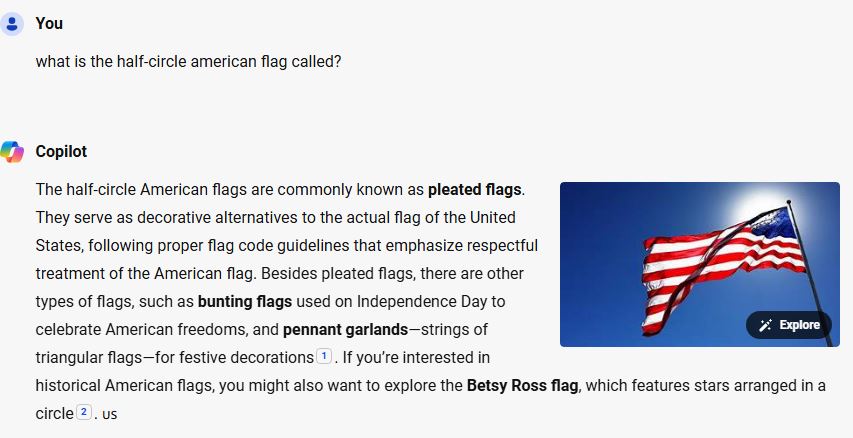 You
what is the half-circle american flag called?
Copilot
The half-circle American flags are commonly known as pleated flags.
They serve as decorative alternatives to the actual flag of the United
States, following proper flag code guidelines that emphasize respectful
treatment of the American flag. Besides pleated flags, there are other
types of flags, such as bunting flags used on Independence Day to
celebrate American freedoms, and pennant garlands—strings of
triangular flags—for festive decorations 1 . If you’re interested in
historical American flags, you might also want to explore the Betsy Ross flag, which features stars arranged in a
circle 2 . us
Explore